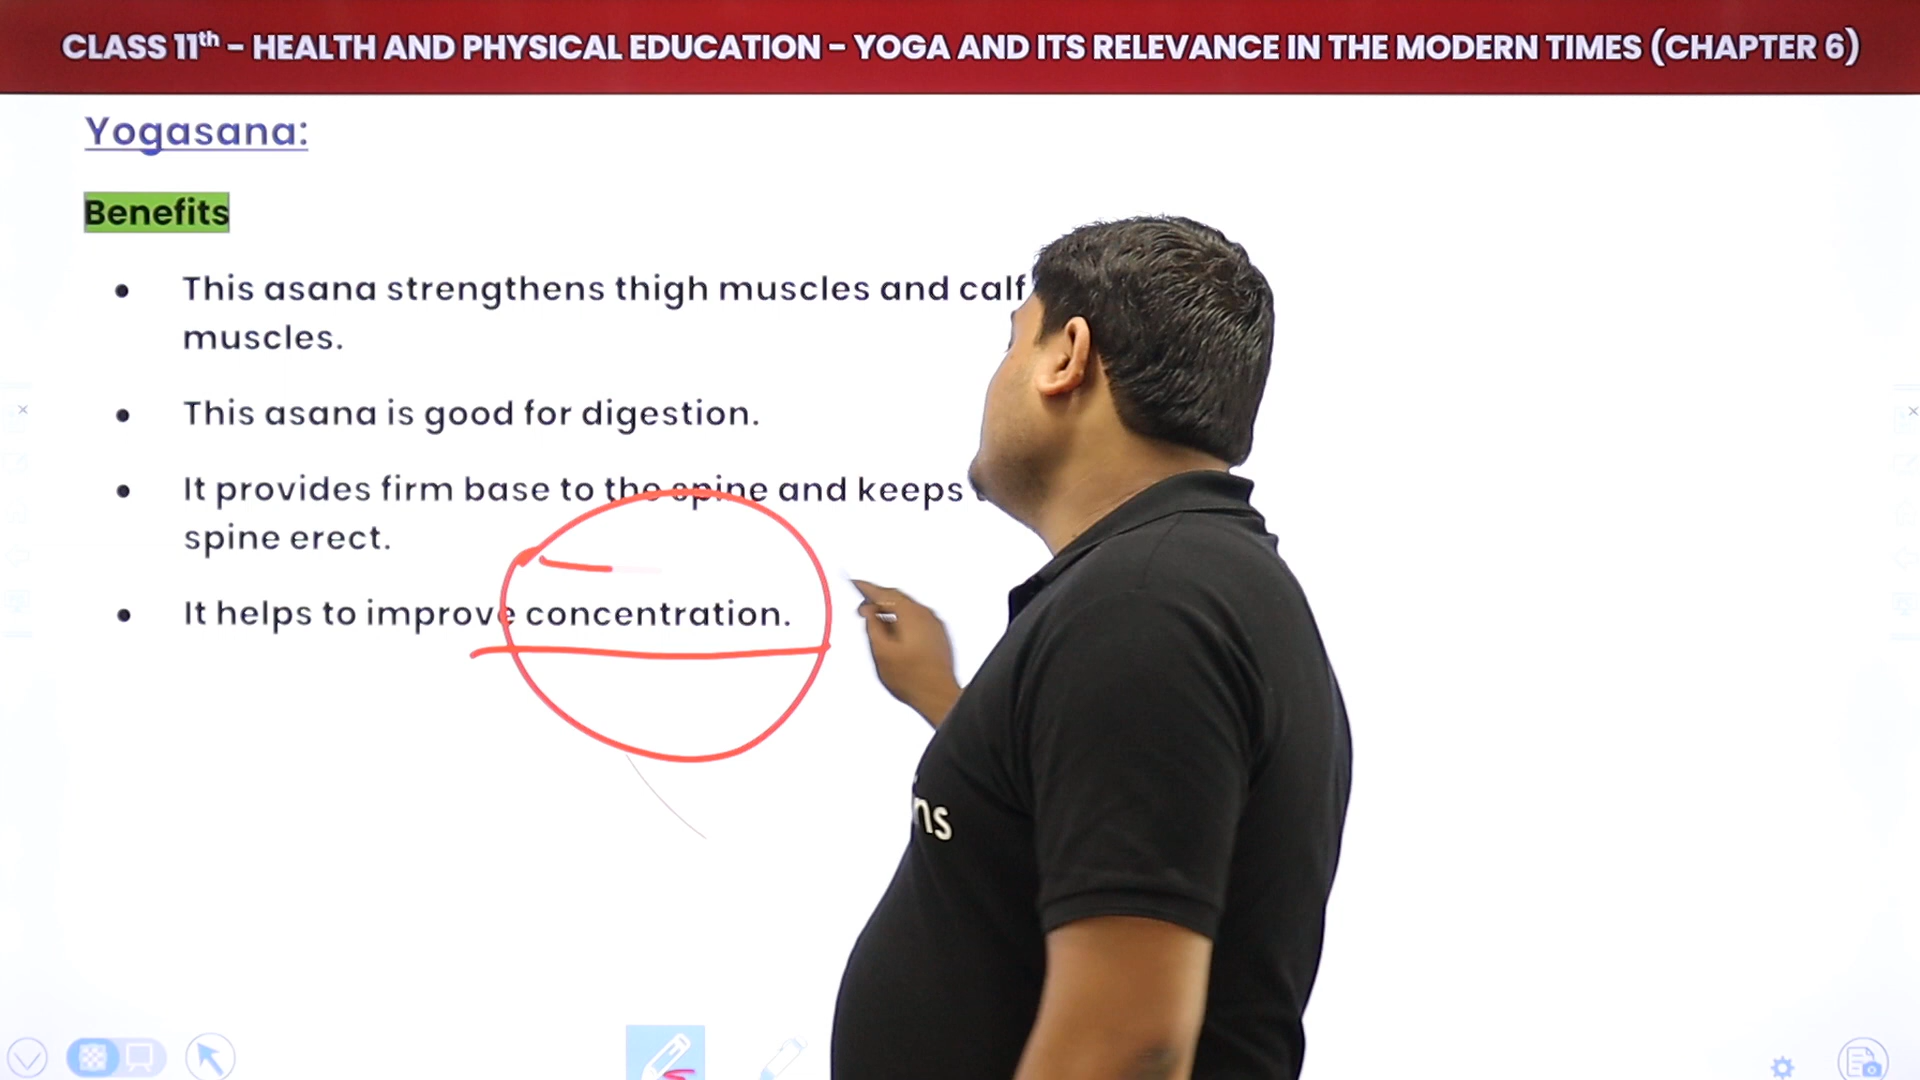 CLASS 11th – HEALTH AND PHYSICAL EDUCATION – YOGA AND ITS RELEVANCE IN THE MODERN TIMES (CHAPTER 6)
Yogasana:
Benefits
• This asana strengthens thigh muscles and calf
muscles.
• This asana is good for digestion.
• It provides firm base to the spine and keeps
spine erect.
• It helps to improve concentration.